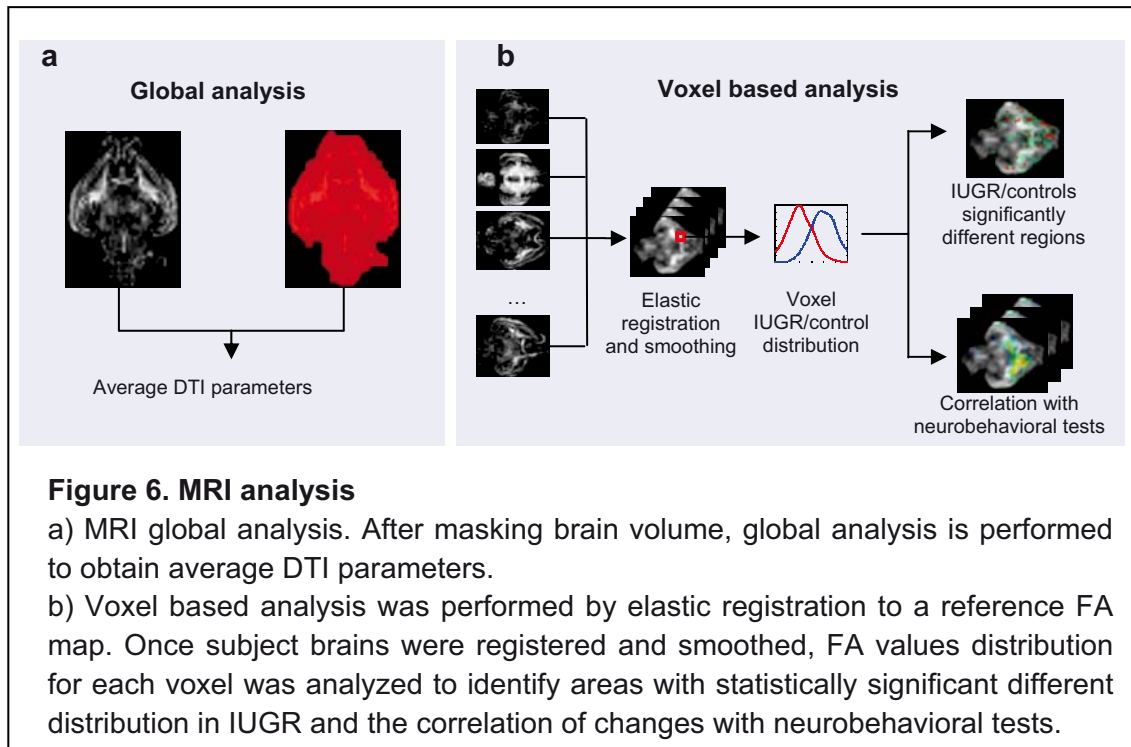 a
Global analysis
Average DTI parameters
b
Voxel based analysis
…
Elastic
registration
and smoothing
Voxel
IUGR/control
distribution
IUGR/controls
significantly
different regions
Correlation with
neurobehavioral tests
Figure 6. MRI analysis
a) MRI global analysis. After masking brain volume, global analysis is performed
to obtain average DTI parameters.
b) Voxel based analysis was performed by elastic registration to a reference FA
map. Once subject brains were registered and smoothed, FA values distribution
for each voxel was analyzed to identify areas with statistically significant different
distribution in IUGR and the correlation of changes with neurobehavioral tests.